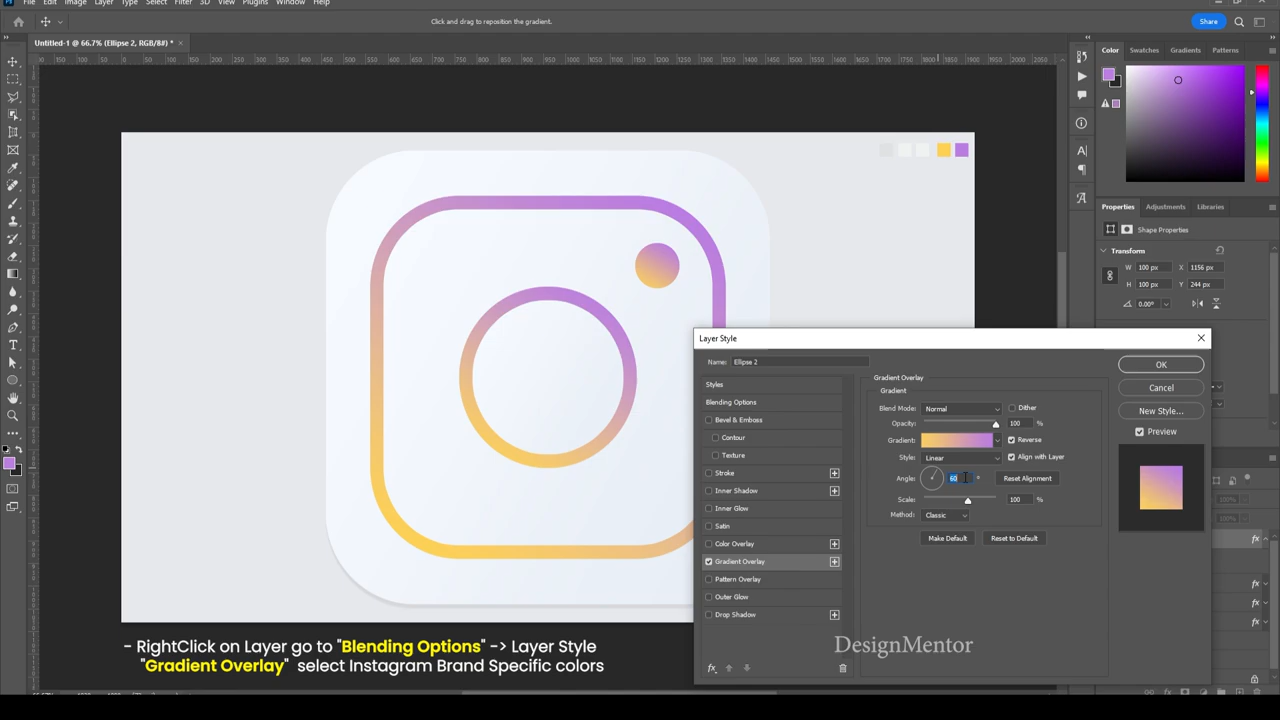 File Edit Image Layer Type Select Filter 3D View Plugins Window Help
Click and drag to reposition the gradient.
Share
Untitled-1 @ 66.7% (Ellipse 2, RGB/8#) * ×
Color Swatches Gradients Patterns
Properties Adjustments Libraries
Shape Properties
Transform
W 100 px X 1156 px
H 100 px Y 244 px
0.00°
Layer Style
Name: Ellipse 2
Styles
Blending Options
Bevel & Emboss
Contour
Texture
Stroke
Inner Shadow
Inner Glow
Satin
Color Overlay
Gradient Overlay
Pattern Overlay
Outer Glow
Drop Shadow
fx
Gradient Overlay
Gradient
Blend Mode: Normal Dither
Opacity: 100 %
Gradient: Reverse
Style: Linear Align with Layer
Angle: 60 ° Reset Alignment
Scale: 100 %
Method: Classic
Make Default Reset to Default
OK
Cancel
New Style...
Preview
- RightClick on Layer go to "Blending Options" -> Layer Style
"Gradient Overlay" select Instagram Brand Specific colors
DesignMentor